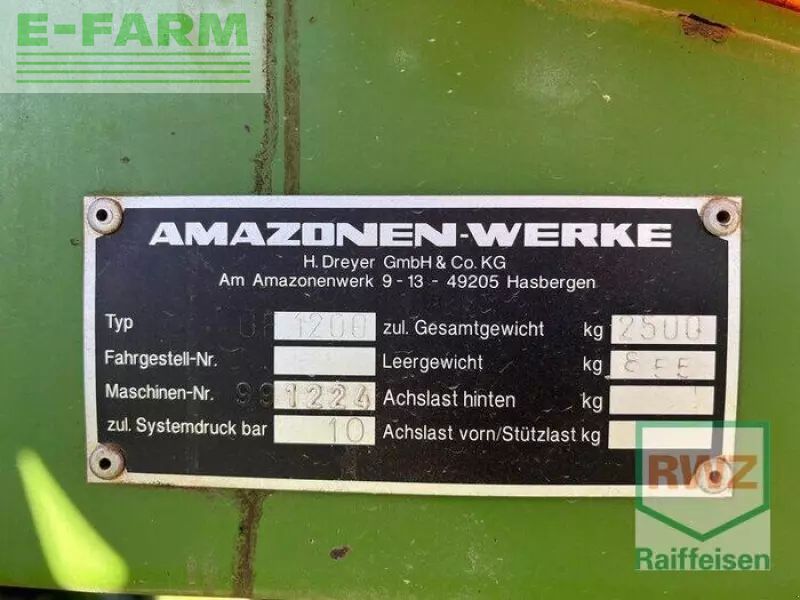 E-FARM
AMAZONEN-WERKE
H. Dreyer GmbH & Co. KG
Am Amazonenwerk 9 - 13 - 49205 Hasbergen
Typ 1200 zul. Gesamtgewicht kg 2500
Fahrgestell-Nr. Leergewicht kg
Maschinen-Nr. 991224 Achslast hinten kg
zul. Systemdruck bar 10 Achslast vorn/Stützlast kg
RWZ
Raiffeisen